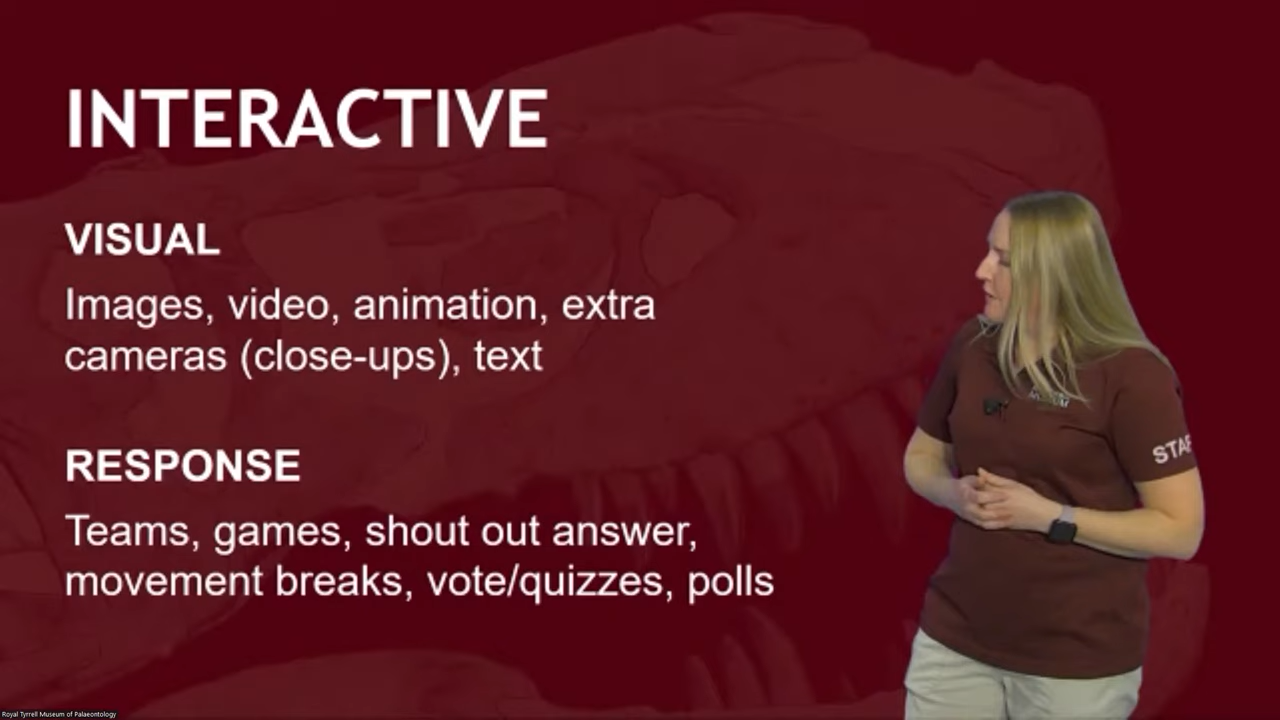 INTERACTIVE
VISUAL
Images, video, animation, extra
cameras (close-ups), text
RESPONSE
Teams, games, shout out answer,
movement breaks, vote/quizzes, polls
STAF
Royal Tyrrell Museum of Palaeontology